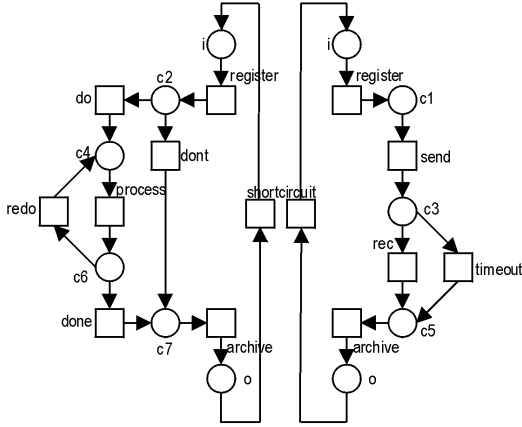 i
i
c2
register
register
do
c1
c4
dont
send
process
redo
shortcircuit
c3
rec
timeout
c6
done
c7
archive
c5
archive
o
o